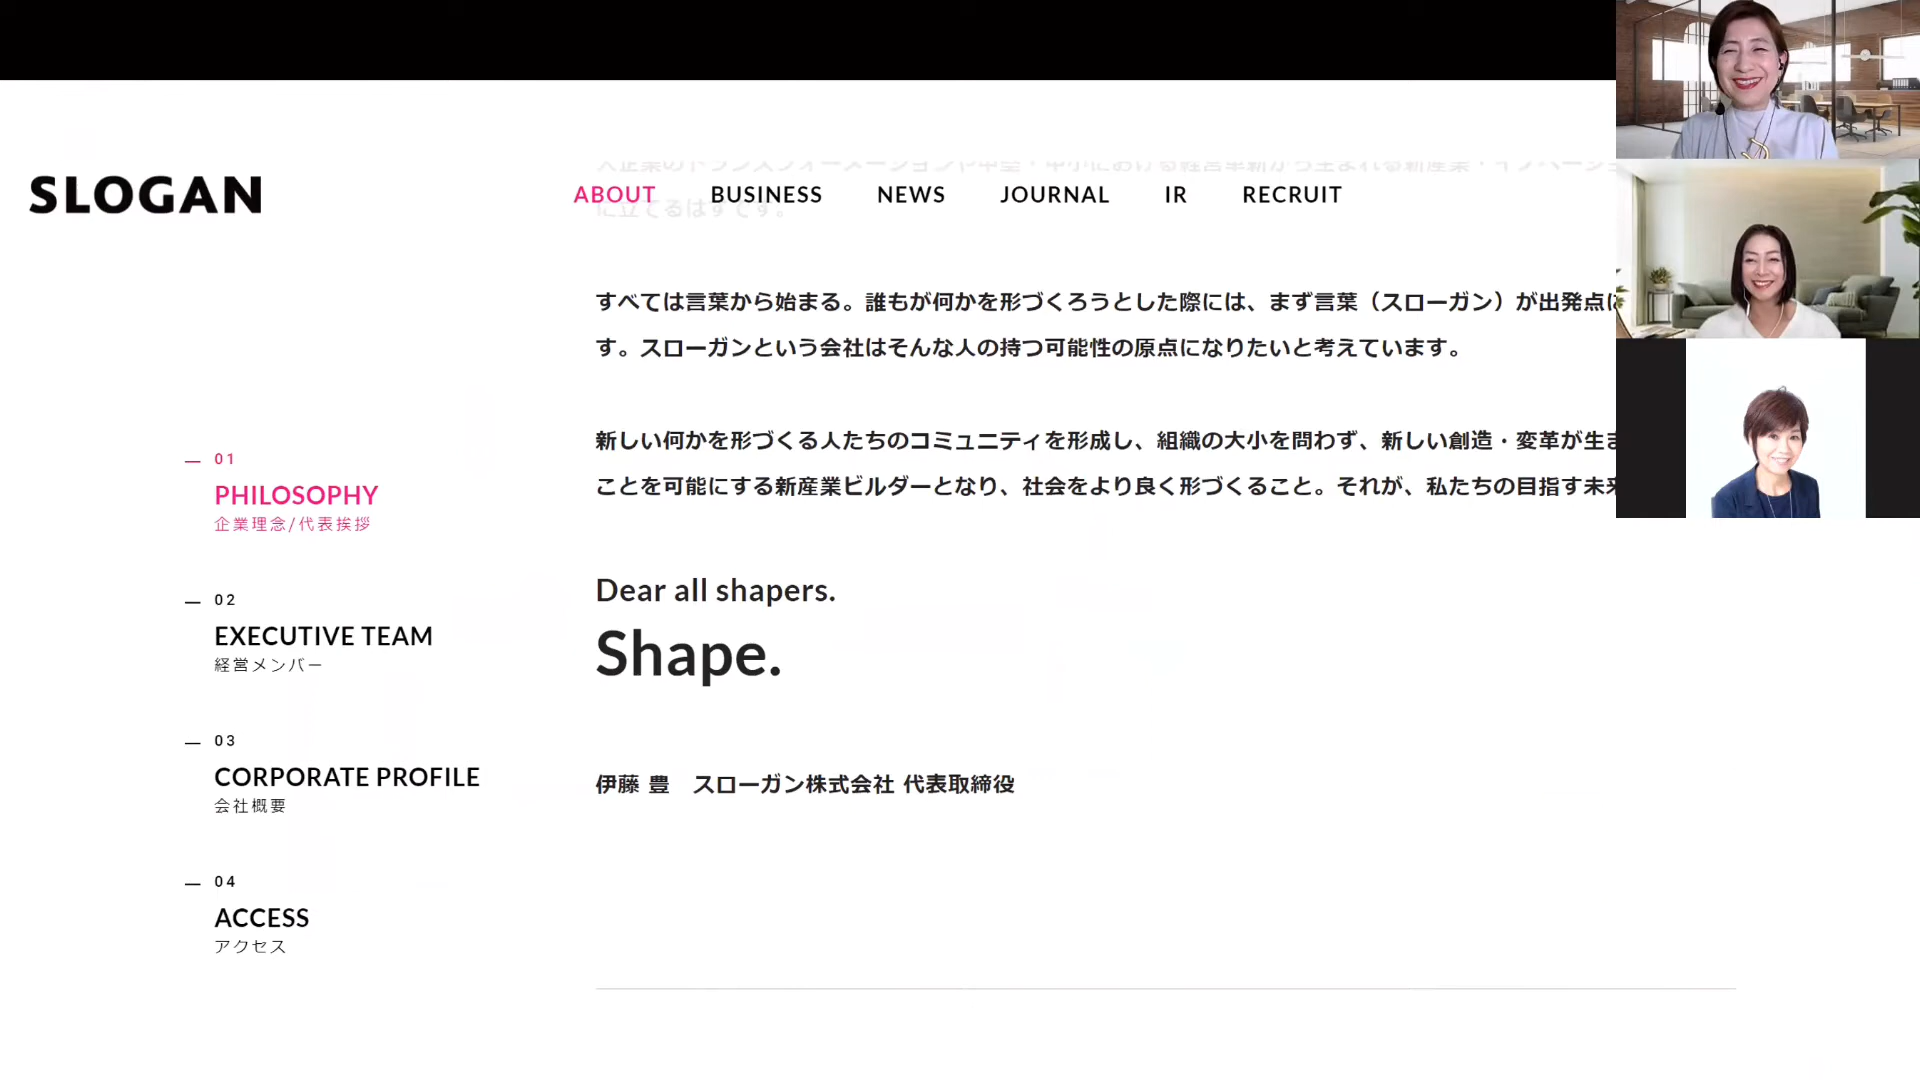 SLOGAN
ABOUT BUSINESS NEWS JOURNAL IR RECRUIT
に立てるはずです。
すべては言葉から始まる。誰もが何かを形づくろうとした際には、まず言葉（スローガン）が出発点に
す。スローガンという会社はそんな人の持つ可能性の原点になりたいと考えています。
新しい何かを形づくる人たちのコミュニティを形成し、組織の大小を問わず、新しい創造・変革が生ま
ことを可能にする新産業ビルダーとなり、社会をより良く形づくること。それが、私たちの目指す未来
Dear all shapers.
Shape.
伊藤 豊　スローガン株式会社 代表取締役
01
PHILOSOPHY
企業理念/代表挨拶
02
EXECUTIVE TEAM
経営メンバー
03
CORPORATE PROFILE
会社概要
04
ACCESS
アクセス